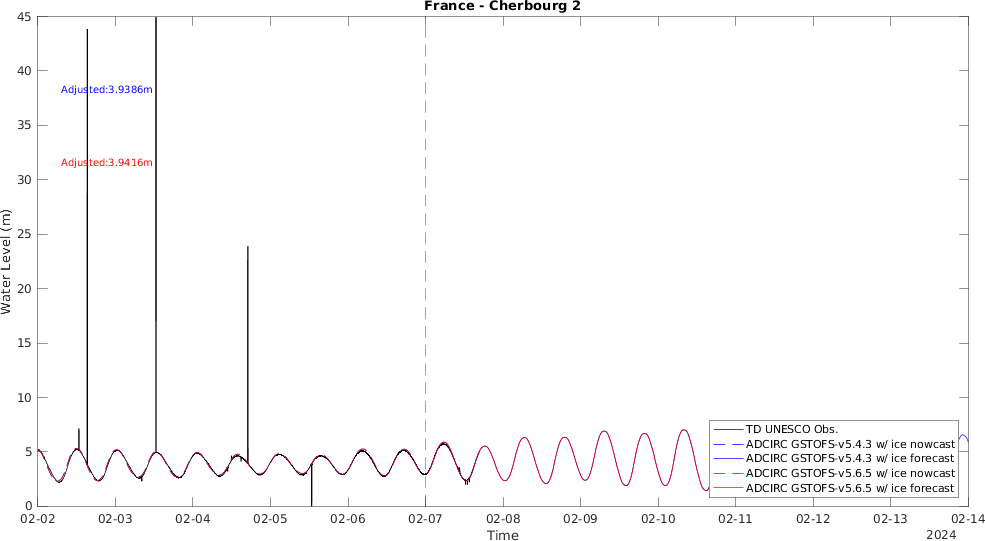 France - Cherbourg 2
45
40
35
30
25
20
15
10
5
0
Water Level (m)
Adjusted:3.9386m
Adjusted:3.9416m
TD UNESCO Obs.
ADCIRC GSTOFS-v5.4.3 w/ ice nowcast
ADCIRC GSTOFS-v5.4.3 w/ ice forecast
ADCIRC GSTOFS-v5.6.5 w/ ice nowcast
ADCIRC GSTOFS-v5.6.5 w/ ice forecast
02-02 02-03 02-04 02-05 02-06 02-07 02-08 02-09 02-10 02-11 02-12 02-13 02-14
Time
2024